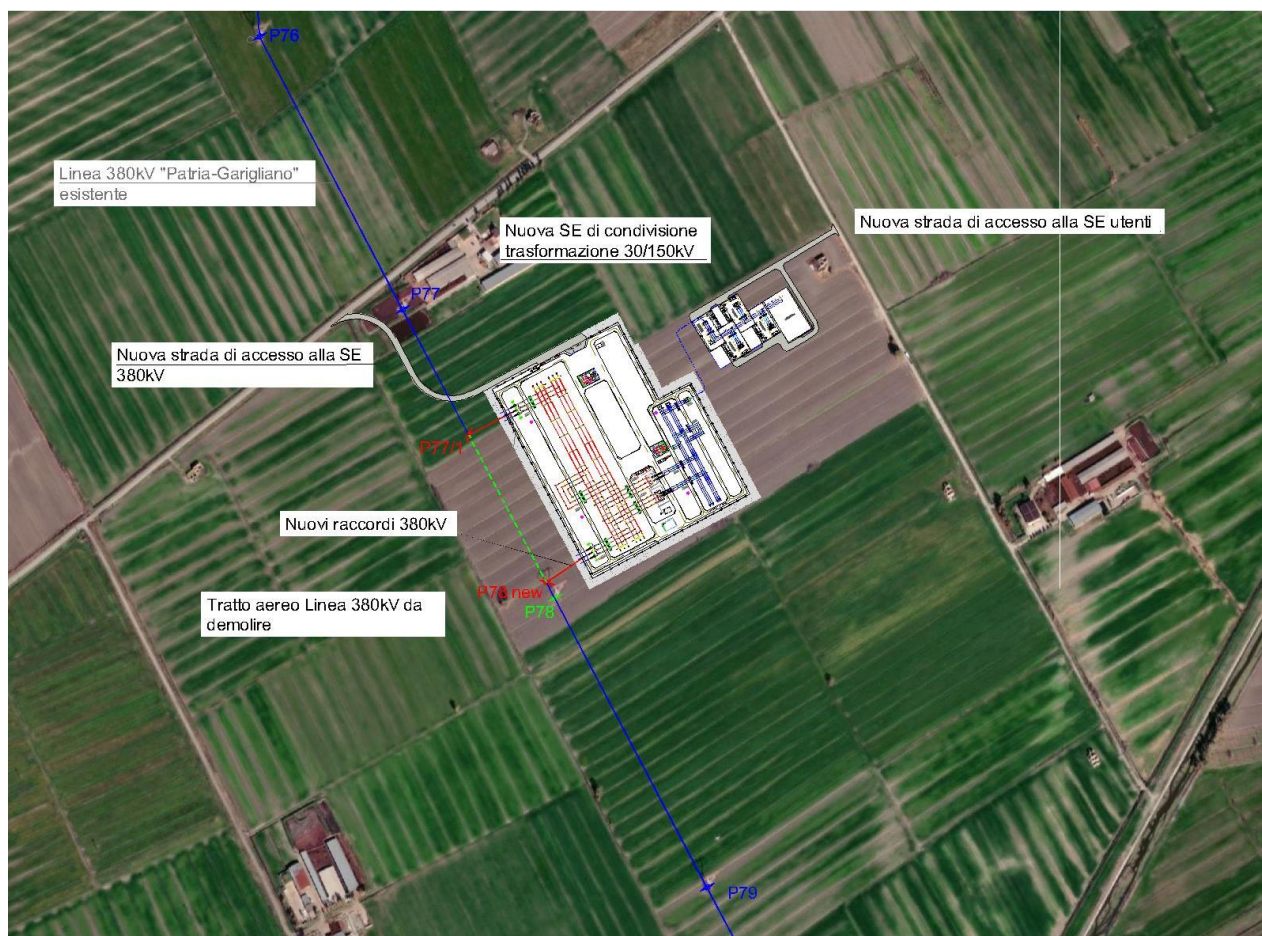 P76
Linea 380kV "Patria-Garigliano"
esistente
Nuova SE di condivisione
trasformazione 30/150kV
Nuova strada di accesso alla SE utenti
P77
Nuova strada di accesso alla SE
380kV
P77/1
Nuovi raccordi 380kV
P78 new
P78
Tratto aereo Linea 380kV da
demolire
P79